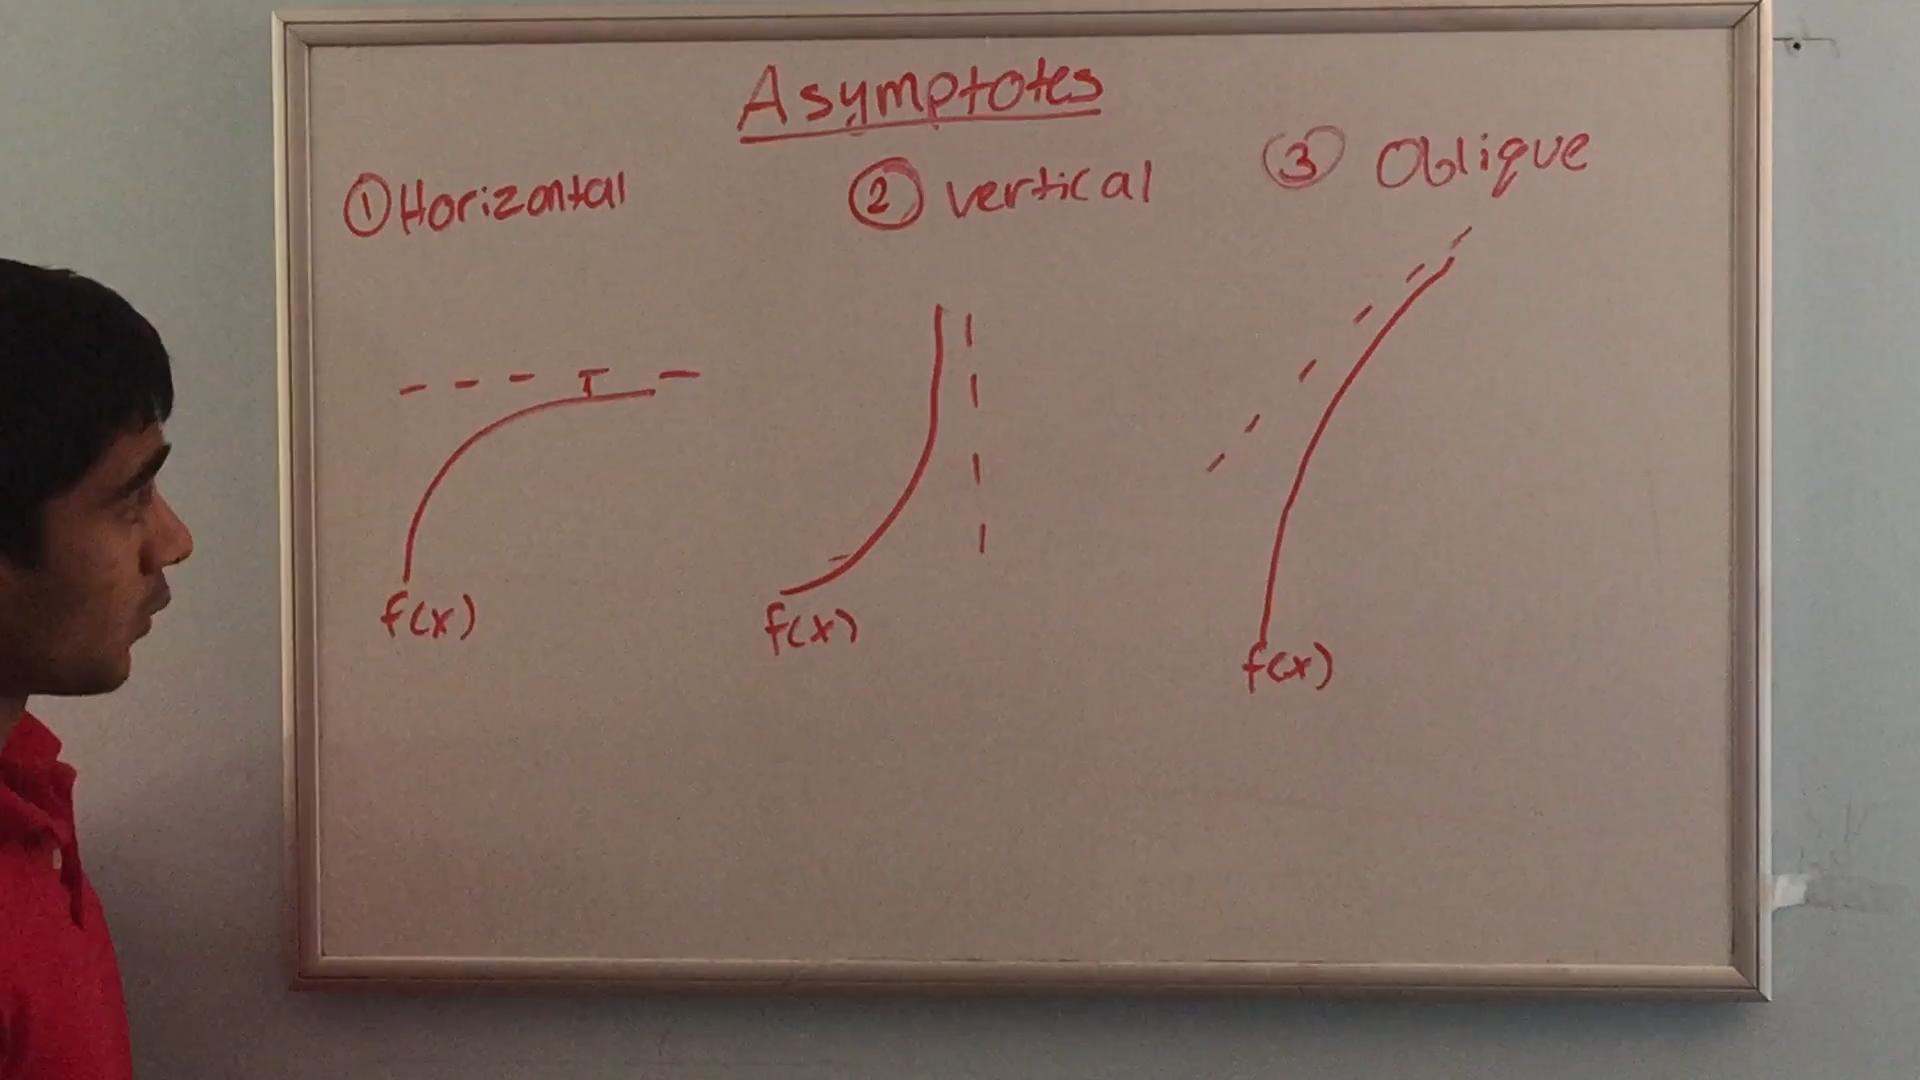 Asymptotes
① Horizontal
② vertical
③ Oblique
f(x)
f(x)
f(x)